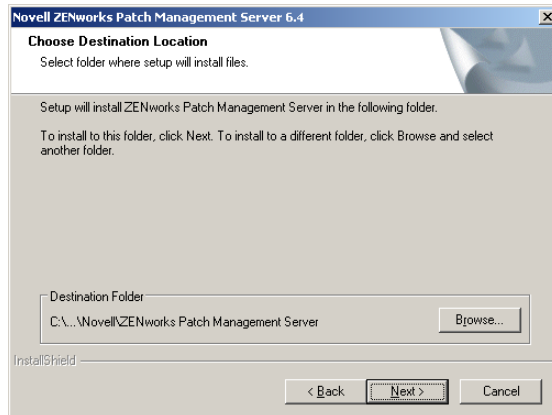 Novell ZENworks Patch Management Server 6.4
Choose Destination Location
Select folder where setup will install files.
Setup will install ZENworks Patch Management Server in the following folder.
To install to this folder, click Next. To install to a different folder, click Browse and select
another folder.
Destination Folder
C:\...\Novell\ZENworks Patch Management Server
Browse...
InstallShield
< Back
Next >
Cancel